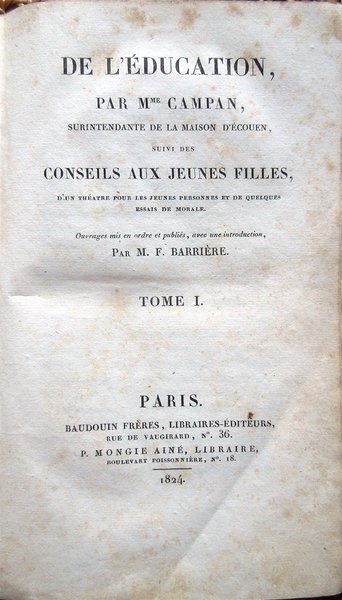 DE L'ÉDUCATION,
PAR MME CAMPAN,
SURINTENDANTE DE LA MAISON D'ÉCOUEN,
SUIVI DES
CONSEILS AUX JEUNES FILLES,
D'UN THÉATRE POUR LES JEUNES PERSONNES ET DE QUELQUES
ESSAIS DE MORALE.
Ouvrages mis en ordre et publiés, avec une introduction,
PAR M. F. BARRIÈRE.
TOME I.
PARIS.
BAUDOUIN FRÈRES, LIBRAIRES-ÉDITEURS,
RUE DE VAUGIRARD, No. 36.
P. MONGIE AINÉ, LIBRAIRE,
BOULEVART POISSONNIÈRE, No. 18.
1824.